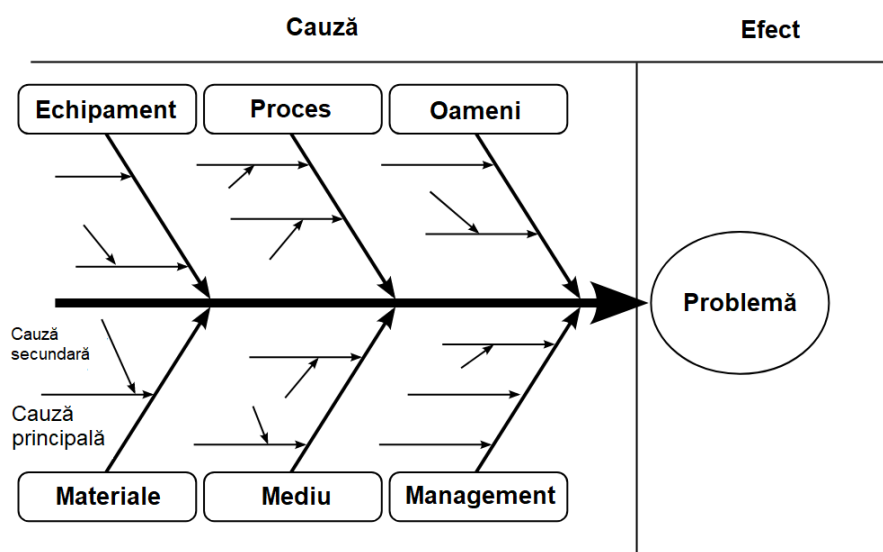 Cauză
Efect
Echipament
Proces
Oameni
Problemă
Cauză
secundară
Cauză
principală
Materiale
Mediu
Management